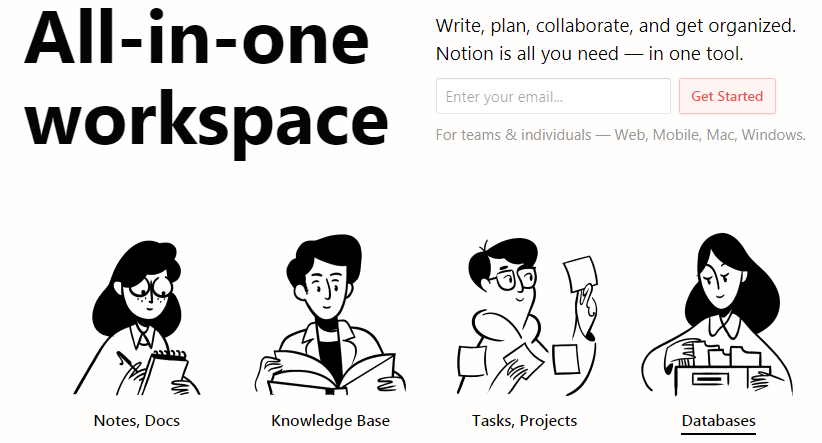 All-in-one
workspace
Write, plan, collaborate, and get organized.
Notion is all you need — in one tool.
Enter your email...
Get Started
For teams & individuals — Web, Mobile, Mac, Windows.
Notes, Docs
Knowledge Base
Tasks, Projects
Databases